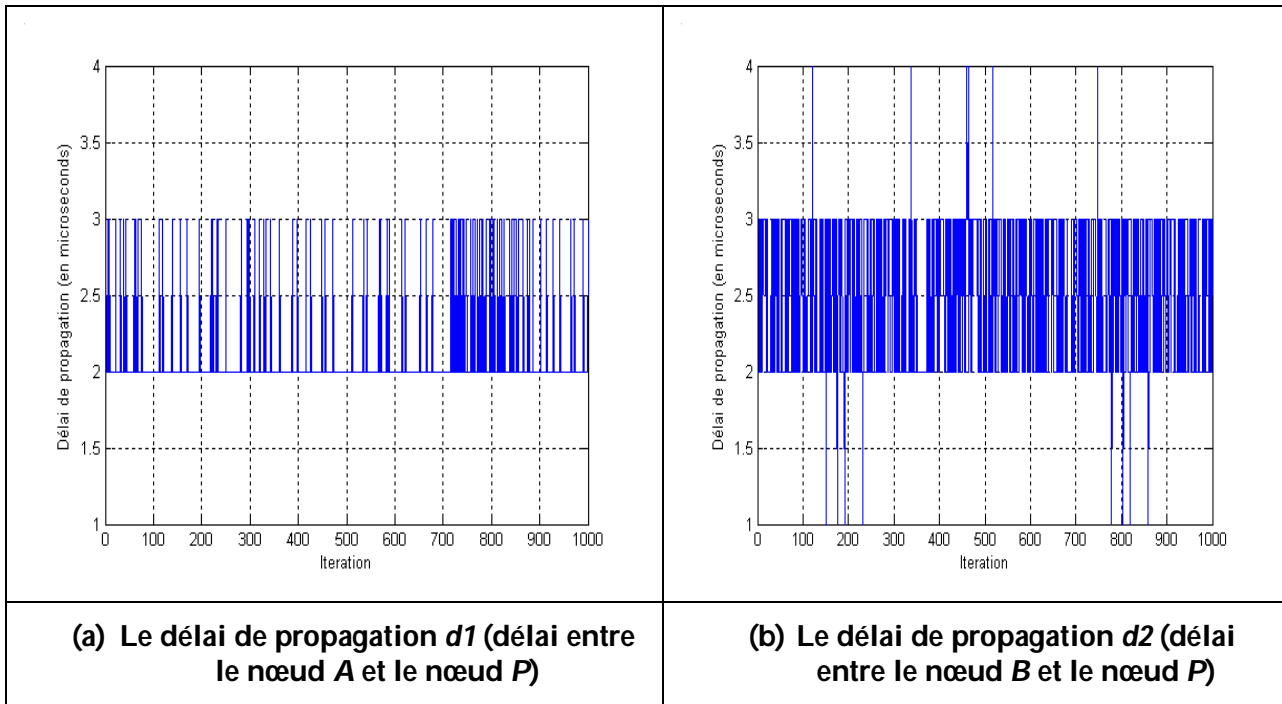 Délai de propagation (en microseconds)
4
3.5
3
2.5
2
1.5
1
0 100 200 300 400 500 600 700 800 900 1000
Iteration
(a) Le délai de propagation d1 (délai entre
le nœud A et le nœud P)
Délai de propagation (en microseconds)
4
3.5
3
2.5
2
1.5
1
0 100 200 300 400 500 600 700 800 900 1000
Iteration
(b) Le délai de propagation d2 (délai
entre le nœud B et le nœud P)